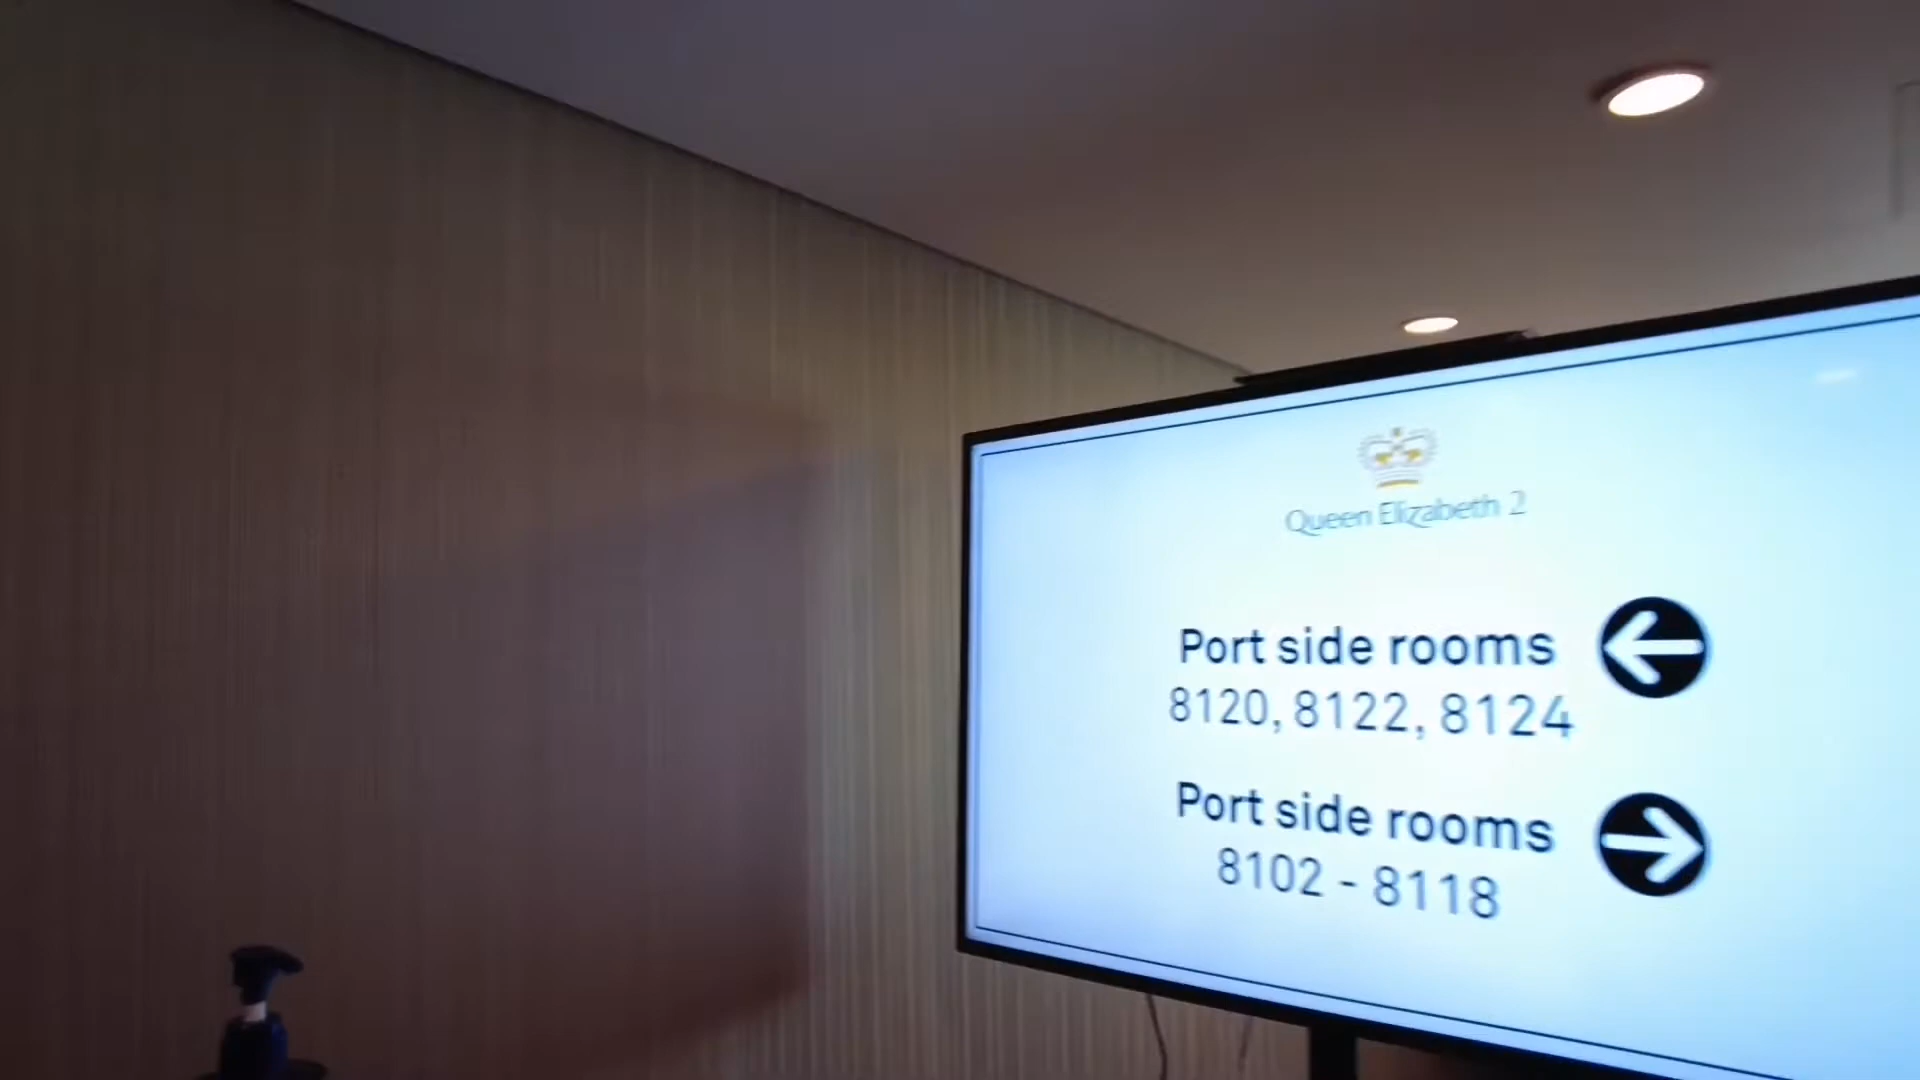 Queen Elizabeth 2
Port side rooms
8120, 8122, 8124
Port side rooms
8102 - 8118